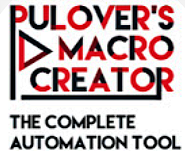 PULOVER'S
MACRO
CREATOR
THE COMPLETE
AUTOMATION TOOL